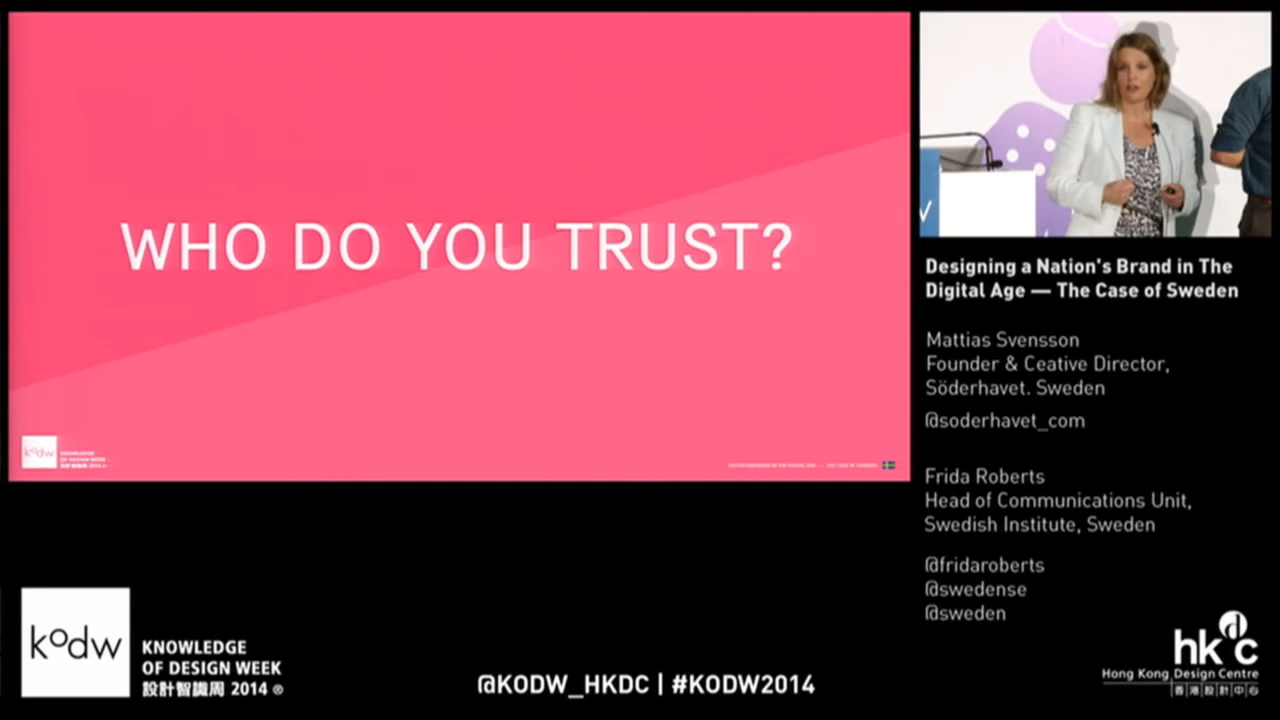 WHO DO YOU TRUST?
kodw
Designing a Nation's Brand in The
Digital Age — The Case of Sweden
Mattias Svensson
Founder & Ceative Director,
Söderhavet. Sweden
@soderhavet_com
Frida Roberts
Head of Communications Unit,
Swedish Institute, Sweden
@fridaroberts
@swedense
@sweden
kodw
KNOWLEDGE
OF DESIGN WEEK
設計智識周 2014 ®
@KODW_HKDC | #KODW2014
hkdc
Hong Kong Design Centre
香港設計中心